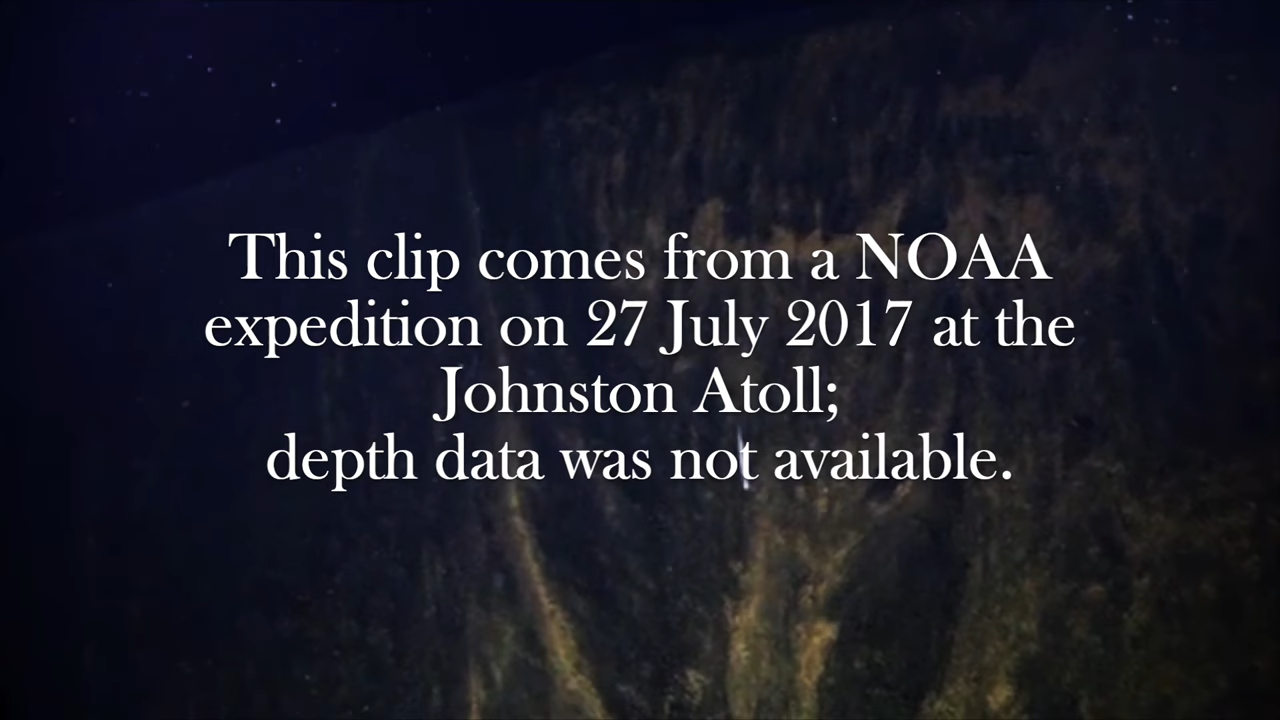 This clip comes from a NOAA
expedition on 27 July 2017 at the
Johnston Atoll;
depth data was not available.